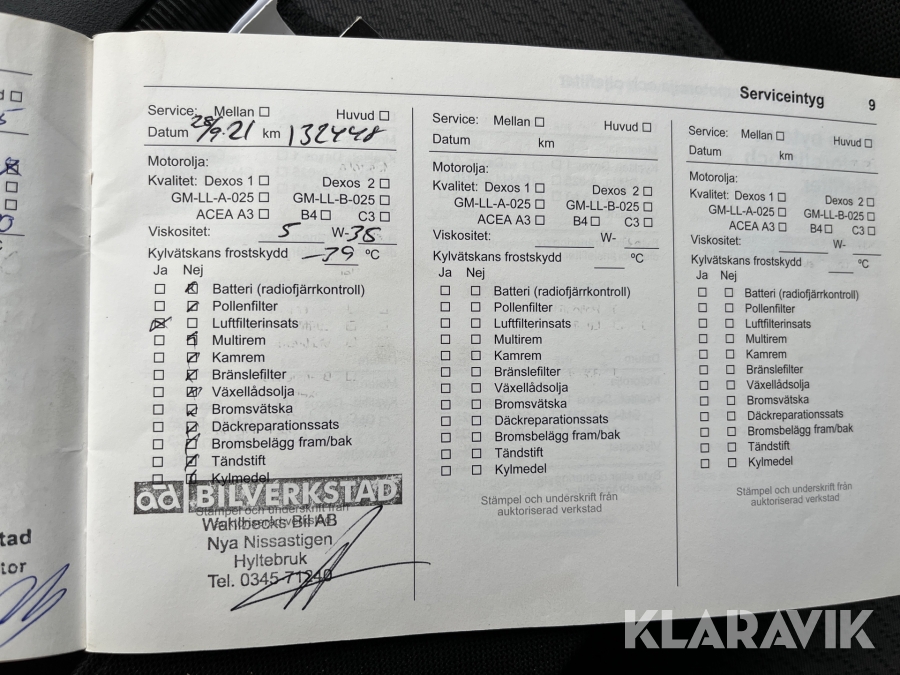 Serviceintyg 9
Service: Mellan ☐ Huvud ☐
Datum 28/9-21 km 132448
Motorolja:
Kvalitet: Dexos 1 ☐ Dexos 2 ☐
GM-LL-A-025 ☐ GM-LL-B-025 ☐
ACEA A3 ☐ B4 ☐ C3 ☐
Viskositet: 5 W-
Kylvätskans frostskydd -39 ºC
Ja Nej
☐ ☒ Batteri (radiofjärrkontroll)
☐ ☒ Pollenfilter
☒ ☐ Luftfilterinsats
☐ ☒ Multirem
☐ ☒ Kamrem
☐ ☒ Bränslefilter
☐ ☒ Växellådsolja
☐ ☒ Bromsvätska
☐ ☒ Däckreparationssats
☐ ☒ Bromsbelägg fram/bak
☐ ☒ Tändstift
☐ ☒ Kylmedel
ad BILVERKSTAD
Stämpel och underskrift från
auktoriserad verkstad
Wahlbecks Bil AB
Nya Nissastigen
Hyltebruk
Tel. 0345-71240
Service: Mellan ☐ Huvud ☐
Datum km
Motorolja:
Kvalitet: Dexos 1 ☐ Dexos 2 ☐
GM-LL-A-025 ☐ GM-LL-B-025 ☐
ACEA A3 ☐ B4 ☐ C3 ☐
Viskositet: W-
Kylvätskans frostskydd ºC
Ja Nej
☐ ☐ Batteri (radiofjärrkontroll)
☐ ☐ Pollenfilter
☐ ☐ Luftfilterinsats
☐ ☐ Multirem
☐ ☐ Kamrem
☐ ☐ Bränslefilter
☐ ☐ Växellådsolja
☐ ☐ Bromsvätska
☐ ☐ Däckreparationssats
☐ ☐ Bromsbelägg fram/bak
☐ ☐ Tändstift
☐ ☐ Kylmedel
Stämpel och underskrift från
auktoriserad verkstad
Service: Mellan ☐ Huvud ☐
Datum km
Motorolja:
Kvalitet: Dexos 1 ☐ Dexos 2 ☐
GM-LL-A-025 ☐ GM-LL-B-025 ☐
ACEA A3 ☐ B4 ☐ C3 ☐
Viskositet: W-
Kylvätskans frostskydd ºC
Ja Nej
☐ ☐ Batteri (radiofjärrkontroll)
☐ ☐ Pollenfilter
☐ ☐ Luftfilterinsats
☐ ☐ Multirem
☐ ☐ Kamrem
☐ ☐ Bränslefilter
☐ ☐ Växellådsolja
☐ ☐ Bromsvätska
☐ ☐ Däckreparationssats
☐ ☐ Bromsbelägg fram/bak
☐ ☐ Tändstift
☐ ☐ Kylmedel
Stämpel och underskrift från
auktoriserad verkstad
KLARAVIK